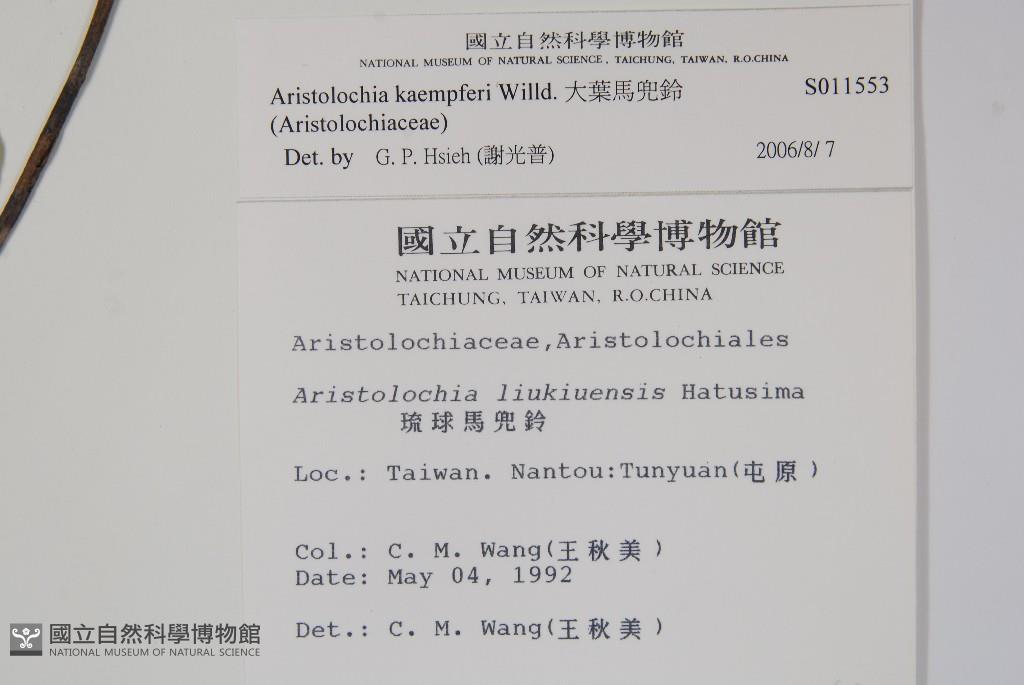 國立自然科學博物館
NATIONAL MUSEUM OF NATURAL SCIENCE, TAICHUNG, TAIWAN, R.O.CHINA
Aristolochia kaempferi Willd. 大葉馬兜鈴 S011553
(Aristolochiaceae)
Det. by G. P. Hsieh (謝光普) 2006/8/ 7
國立自然科學博物館
NATIONAL MUSEUM OF NATURAL SCIENCE
TAICHUNG, TAIWAN, R.O.CHINA
Aristolochiaceae,Aristolochiales
Aristolochia liukiuensis Hatusima
琉球馬兜鈴
Loc.: Taiwan. Nantou:Tunyuan(屯原)
Col.: C. M. Wang(王秋美)
Date: May 04, 1992
Det.: C. M. Wang(王秋美)
國立自然科學博物館
NATIONAL MUSEUM OF NATURAL SCIENCE